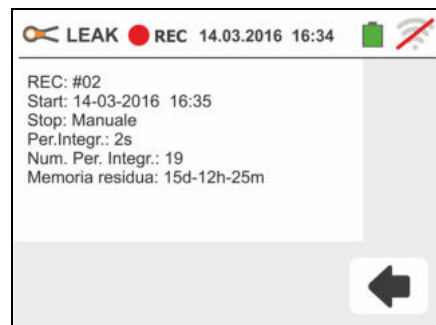 LEAK REC 14.03.2016 16:34
REC: #02
Start: 14-03-2016 16:35
Stop: Manuale
Per.Integr.: 2s
Num. Per. Integr.: 19
Memoria residua: 15d-12h-25m